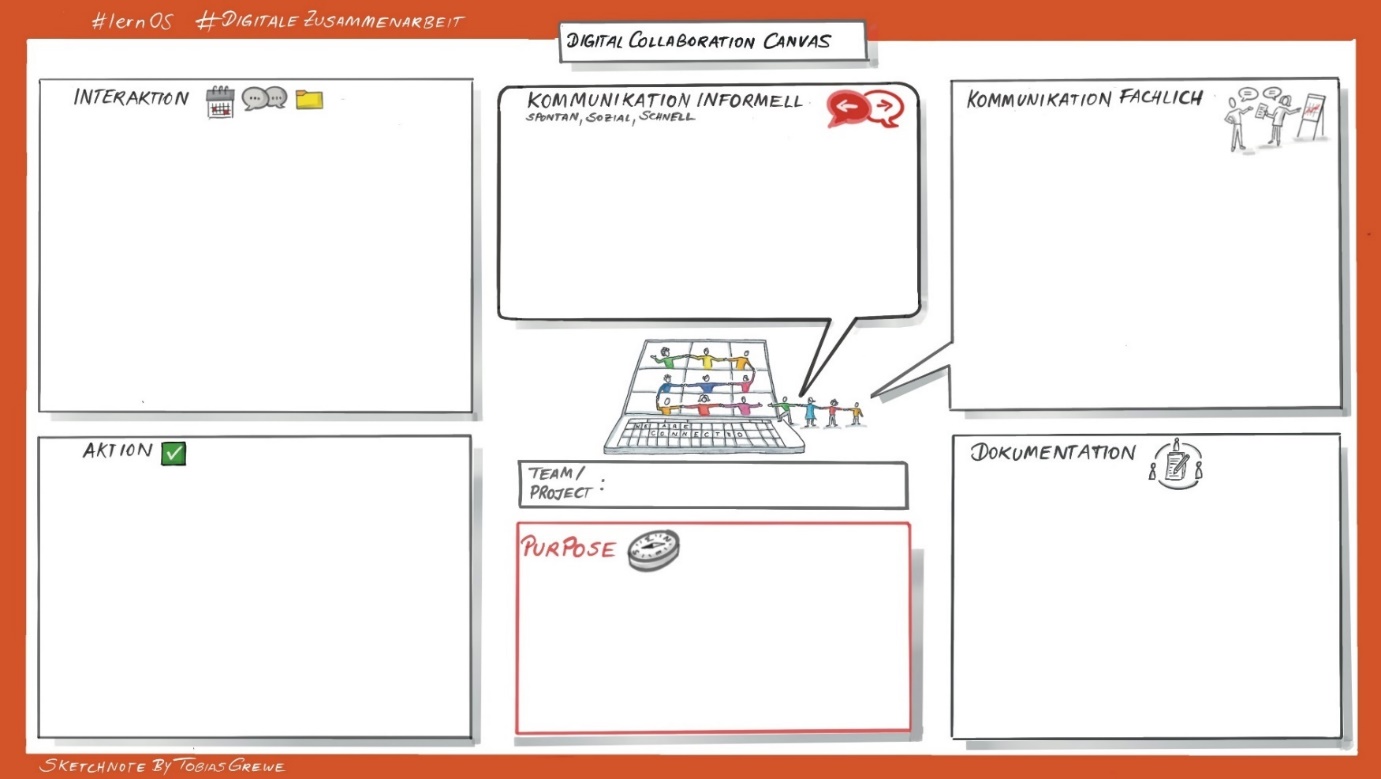 #lernOS #DIGITALE ZUSAMMENARBEIT
DIGITAL COLLABORATION CANVAS
INTERAKTION
KOMMUNIKATION INFORMELL
SPONTAN, SOZIAL, SCHNELL
KOMMUNIKATION FACHLICH
WE ARE
CONNECTED
AKTION
TEAM/
PROJECT:
PURPOSE
DOKUMENTATION
SKETCHNOTE BY TOBIAS GREWE